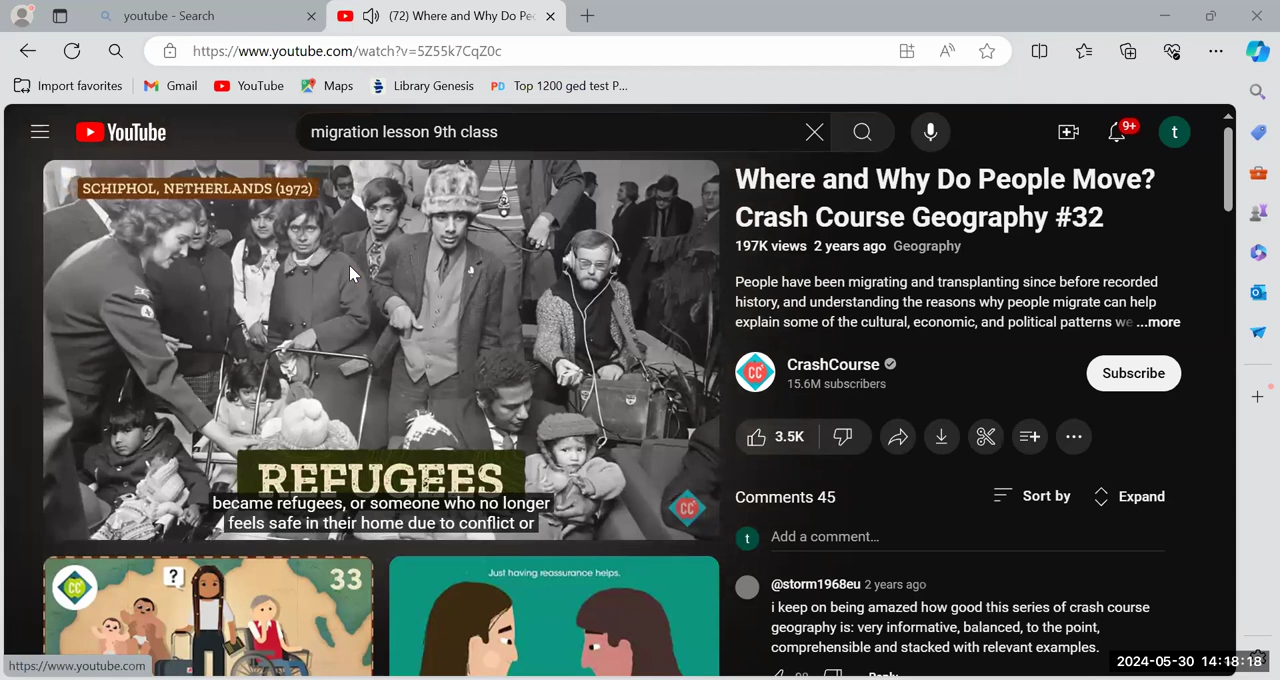 youtube - Search
(72) Where and Why Do Pe
https://www.youtube.com/watch?v=5Z55k7CqZ0c
Import favorites
Gmail
YouTube
Maps
Library Genesis
PD Top 1200 ged test P...
YouTube
migration lesson 9th class
9+
t
SCHIPHOL, NETHERLANDS (1972)
REFUGEES
became refugees, or someone who no longer
feels safe in their home due to conflict or
CC
Where and Why Do People Move?
Crash Course Geography #32
197K views 2 years ago Geography
People have been migrating and transplanting since before recorded
history, and understanding the reasons why people migrate can help
explain some of the cultural, economic, and political patterns we ...more
CC
CrashCourse
15.6M subscribers
Subscribe
3.5K
Comments 45
Sort by
Expand
t
Add a comment...
@storm1968eu 2 years ago
i keep on being amazed how good this series of crash course
geography is: very informative, balanced, to the point,
comprehensible and stacked with relevant examples.
CC
?
33
Just having reassurance helps.
https://www.youtube.com
2024-05-30 14:18:18